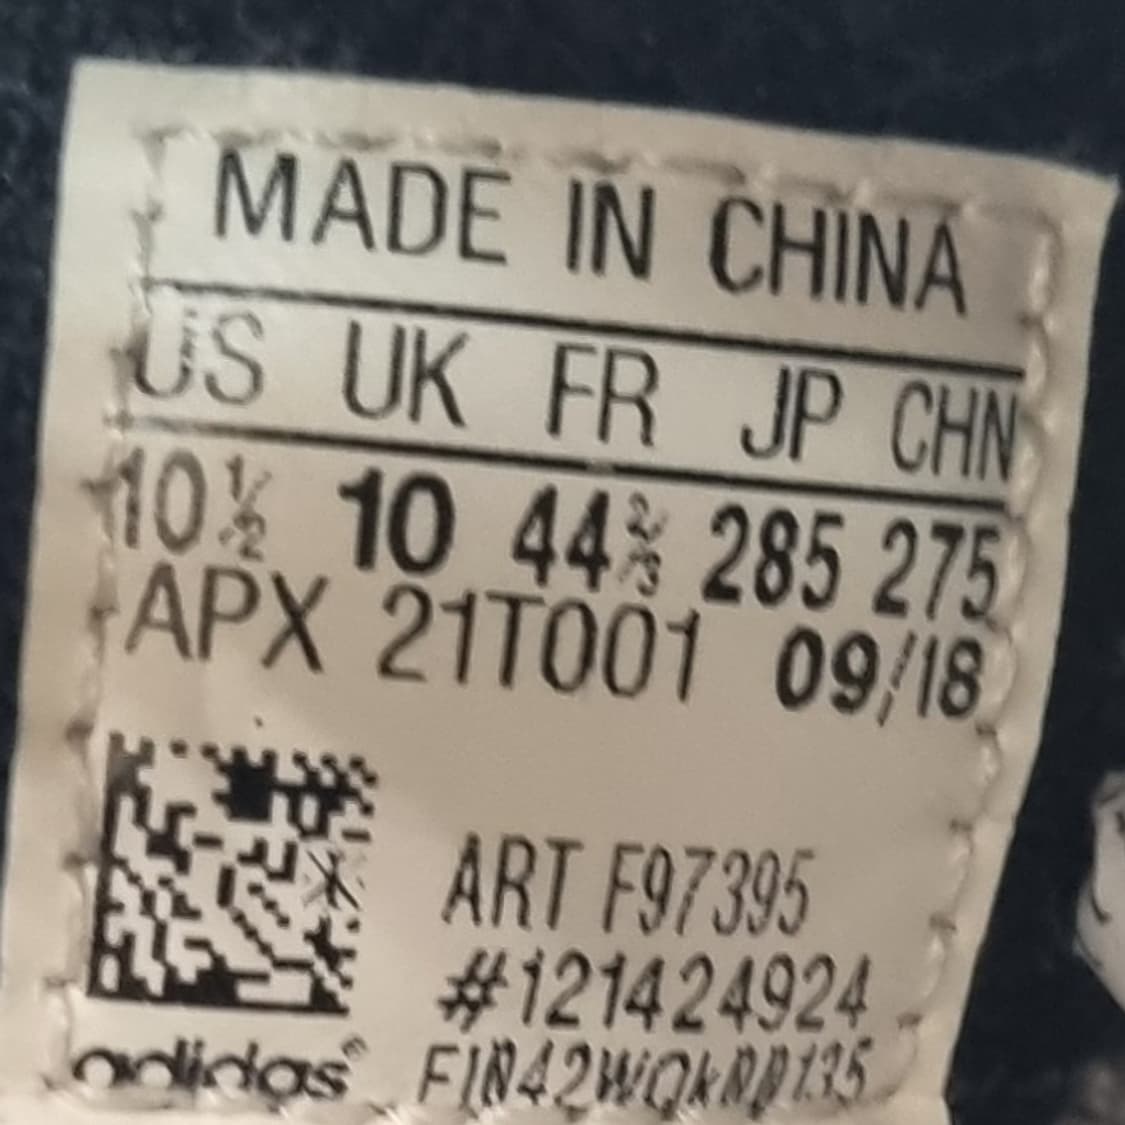 MADE IN CHINA
US UK FR JP CHN
10½ 10 44⅔ 285 275
APX 21T001 09/18
ART F97395
#121424924
adidas®